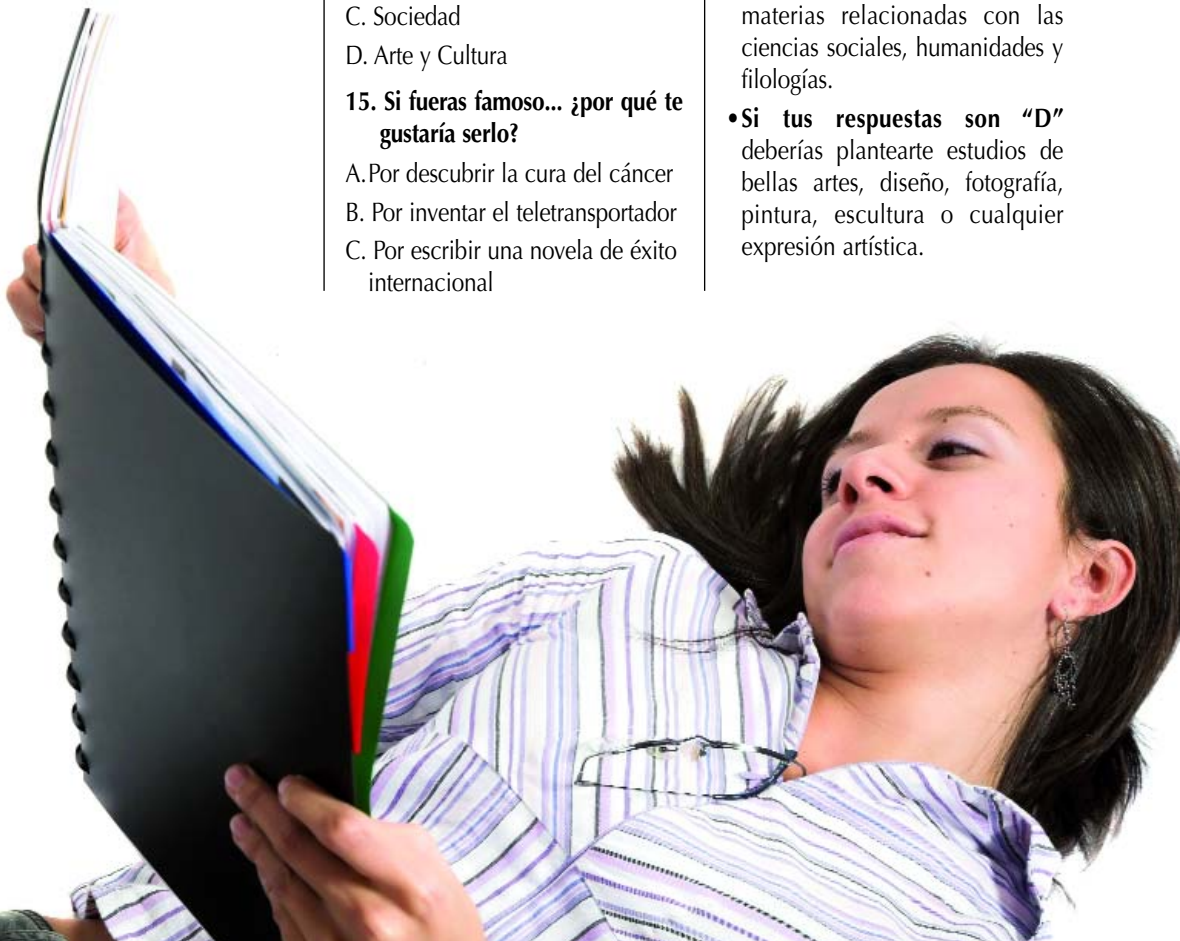 C. Sociedad
D. Arte y Cultura
15. Si fueras famoso... ¿por qué te
gustaría serlo?
A.Por descubrir la cura del cáncer
B. Por inventar el teletransportador
C. Por escribir una novela de éxito
internacional
materias relacionadas con las
ciencias sociales, humanidades y
filologías.
•Si tus respuestas son “D”
deberías plantearte estudios de
bellas artes, diseño, fotografía,
pintura, escultura o cualquier
expresión artística.